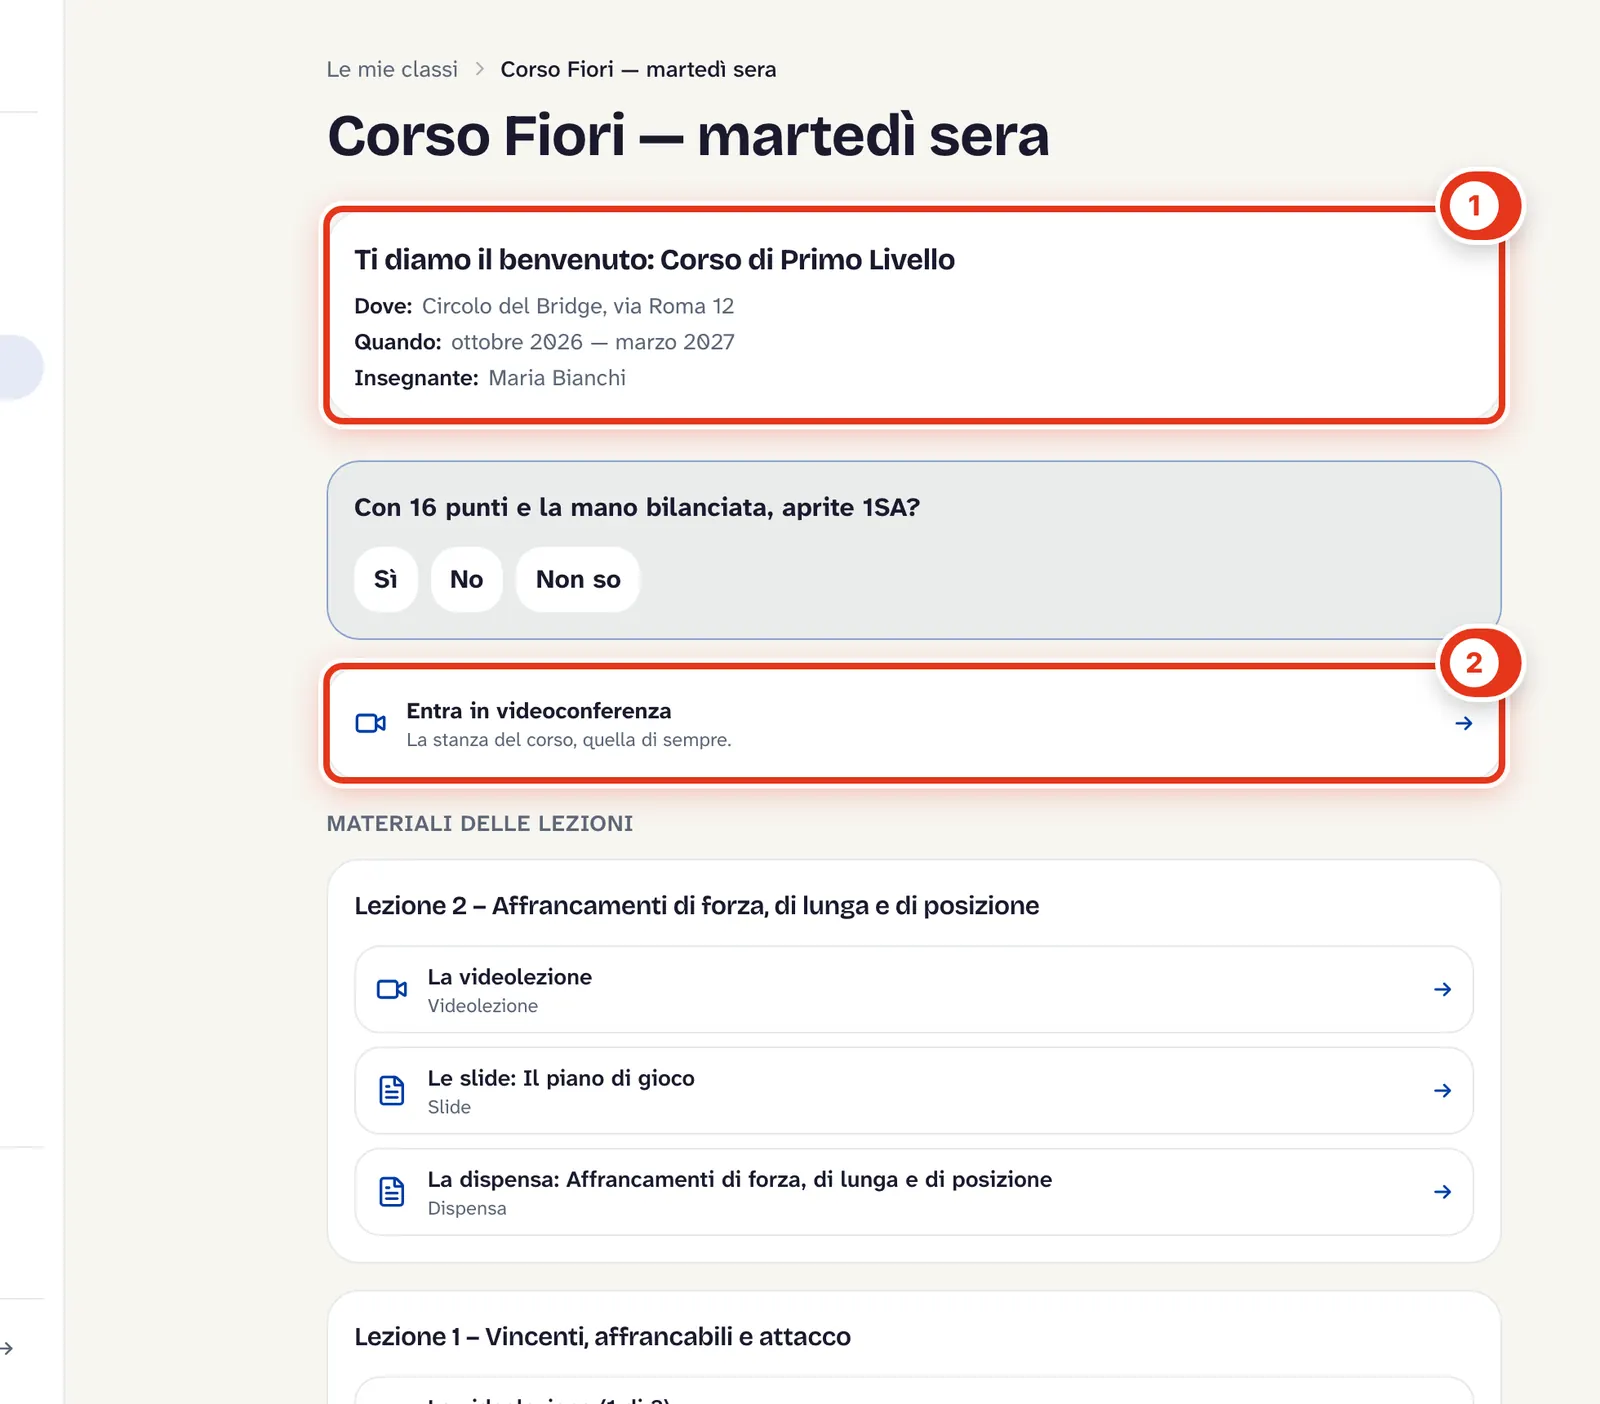 Le mie classi > Corso Fiori — martedì sera
Corso Fiori — martedì sera
1
Ti diamo il benvenuto: Corso di Primo Livello
Dove: Circolo del Bridge, via Roma 12
Quando: ottobre 2026 — marzo 2027
Insegnante: Maria Bianchi
Con 16 punti e la mano bilanciata, aprite 1SA?
Sì No Non so
2
Entra in videoconferenza
La stanza del corso, quella di sempre.
MATERIALI DELLE LEZIONI
Lezione 2 – Affrancamenti di forza, di lunga e di posizione
La videolezione
Videolezione
Le slide: Il piano di gioco
Slide
La dispensa: Affrancamenti di forza, di lunga e di posizione
Dispensa
Lezione 1 – Vincenti, affrancabili e attacco